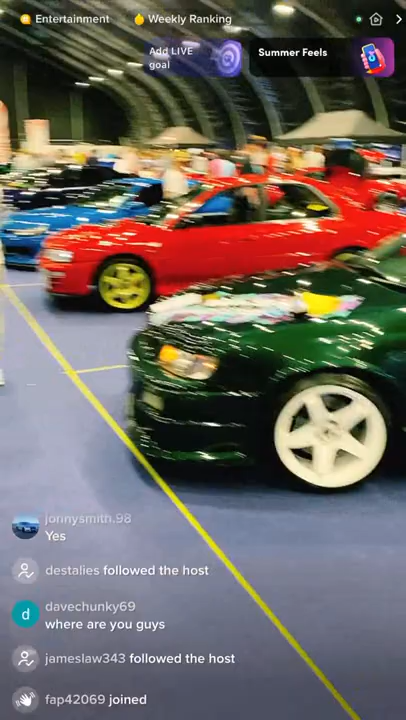 Entertainment
Weekly Ranking
Add LIVE
goal
Summer Feels
jonnysmith.98
Yes
destalies followed the host
davechunky69
d
where are you guys
jameslaw343 followed the host
fap42069 joined